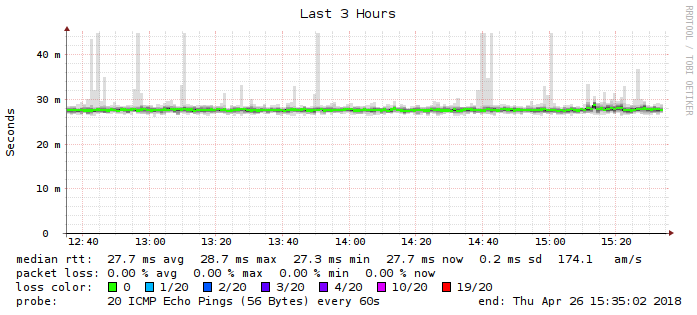 Last 3 Hours
RRDTOOL / TOBI OETIKER
Seconds
40 m
30 m
20 m
10 m
0
12:40 13:00 13:20 13:40 14:00 14:20 14:40 15:00 15:20
median rtt: 27.7 ms avg 28.7 ms max 27.3 ms min 27.7 ms now 0.2 ms sd 174.1 am/s
packet loss: 0.00 % avg 0.00 % max 0.00 % min 0.00 % now
loss color: 0 1/20 2/20 3/20 4/20 10/20 19/20
probe: 20 ICMP Echo Pings (56 Bytes) every 60s end: Thu Apr 26 15:35:02 2018